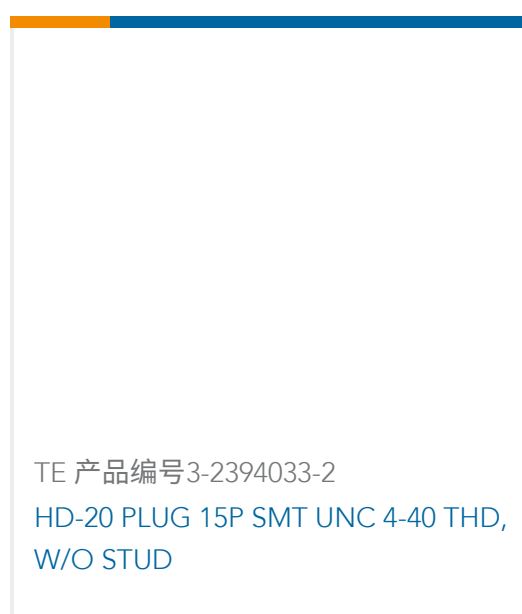 TE 产品编号3-2394033-2
HD-20 PLUG 15P SMT UNC 4-40 THD,
W/O STUD